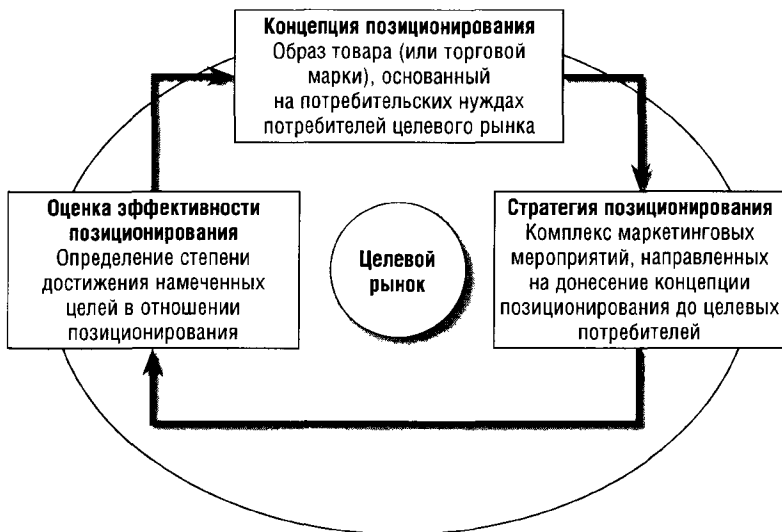 Концепция позиционирования
Образ товара (или торговой
марки), основанный
на потребительских нуждах
потребителей целевого рынка
Оценка эффективности
позиционирования
Определение степени
достижения намеченных
целей в отношении
позиционирования
Целевой
рынок
Стратегия позиционирования
Комплекс маркетинговых
мероприятий, направленных
на донесение концепции
позиционирования до целевых
потребителей